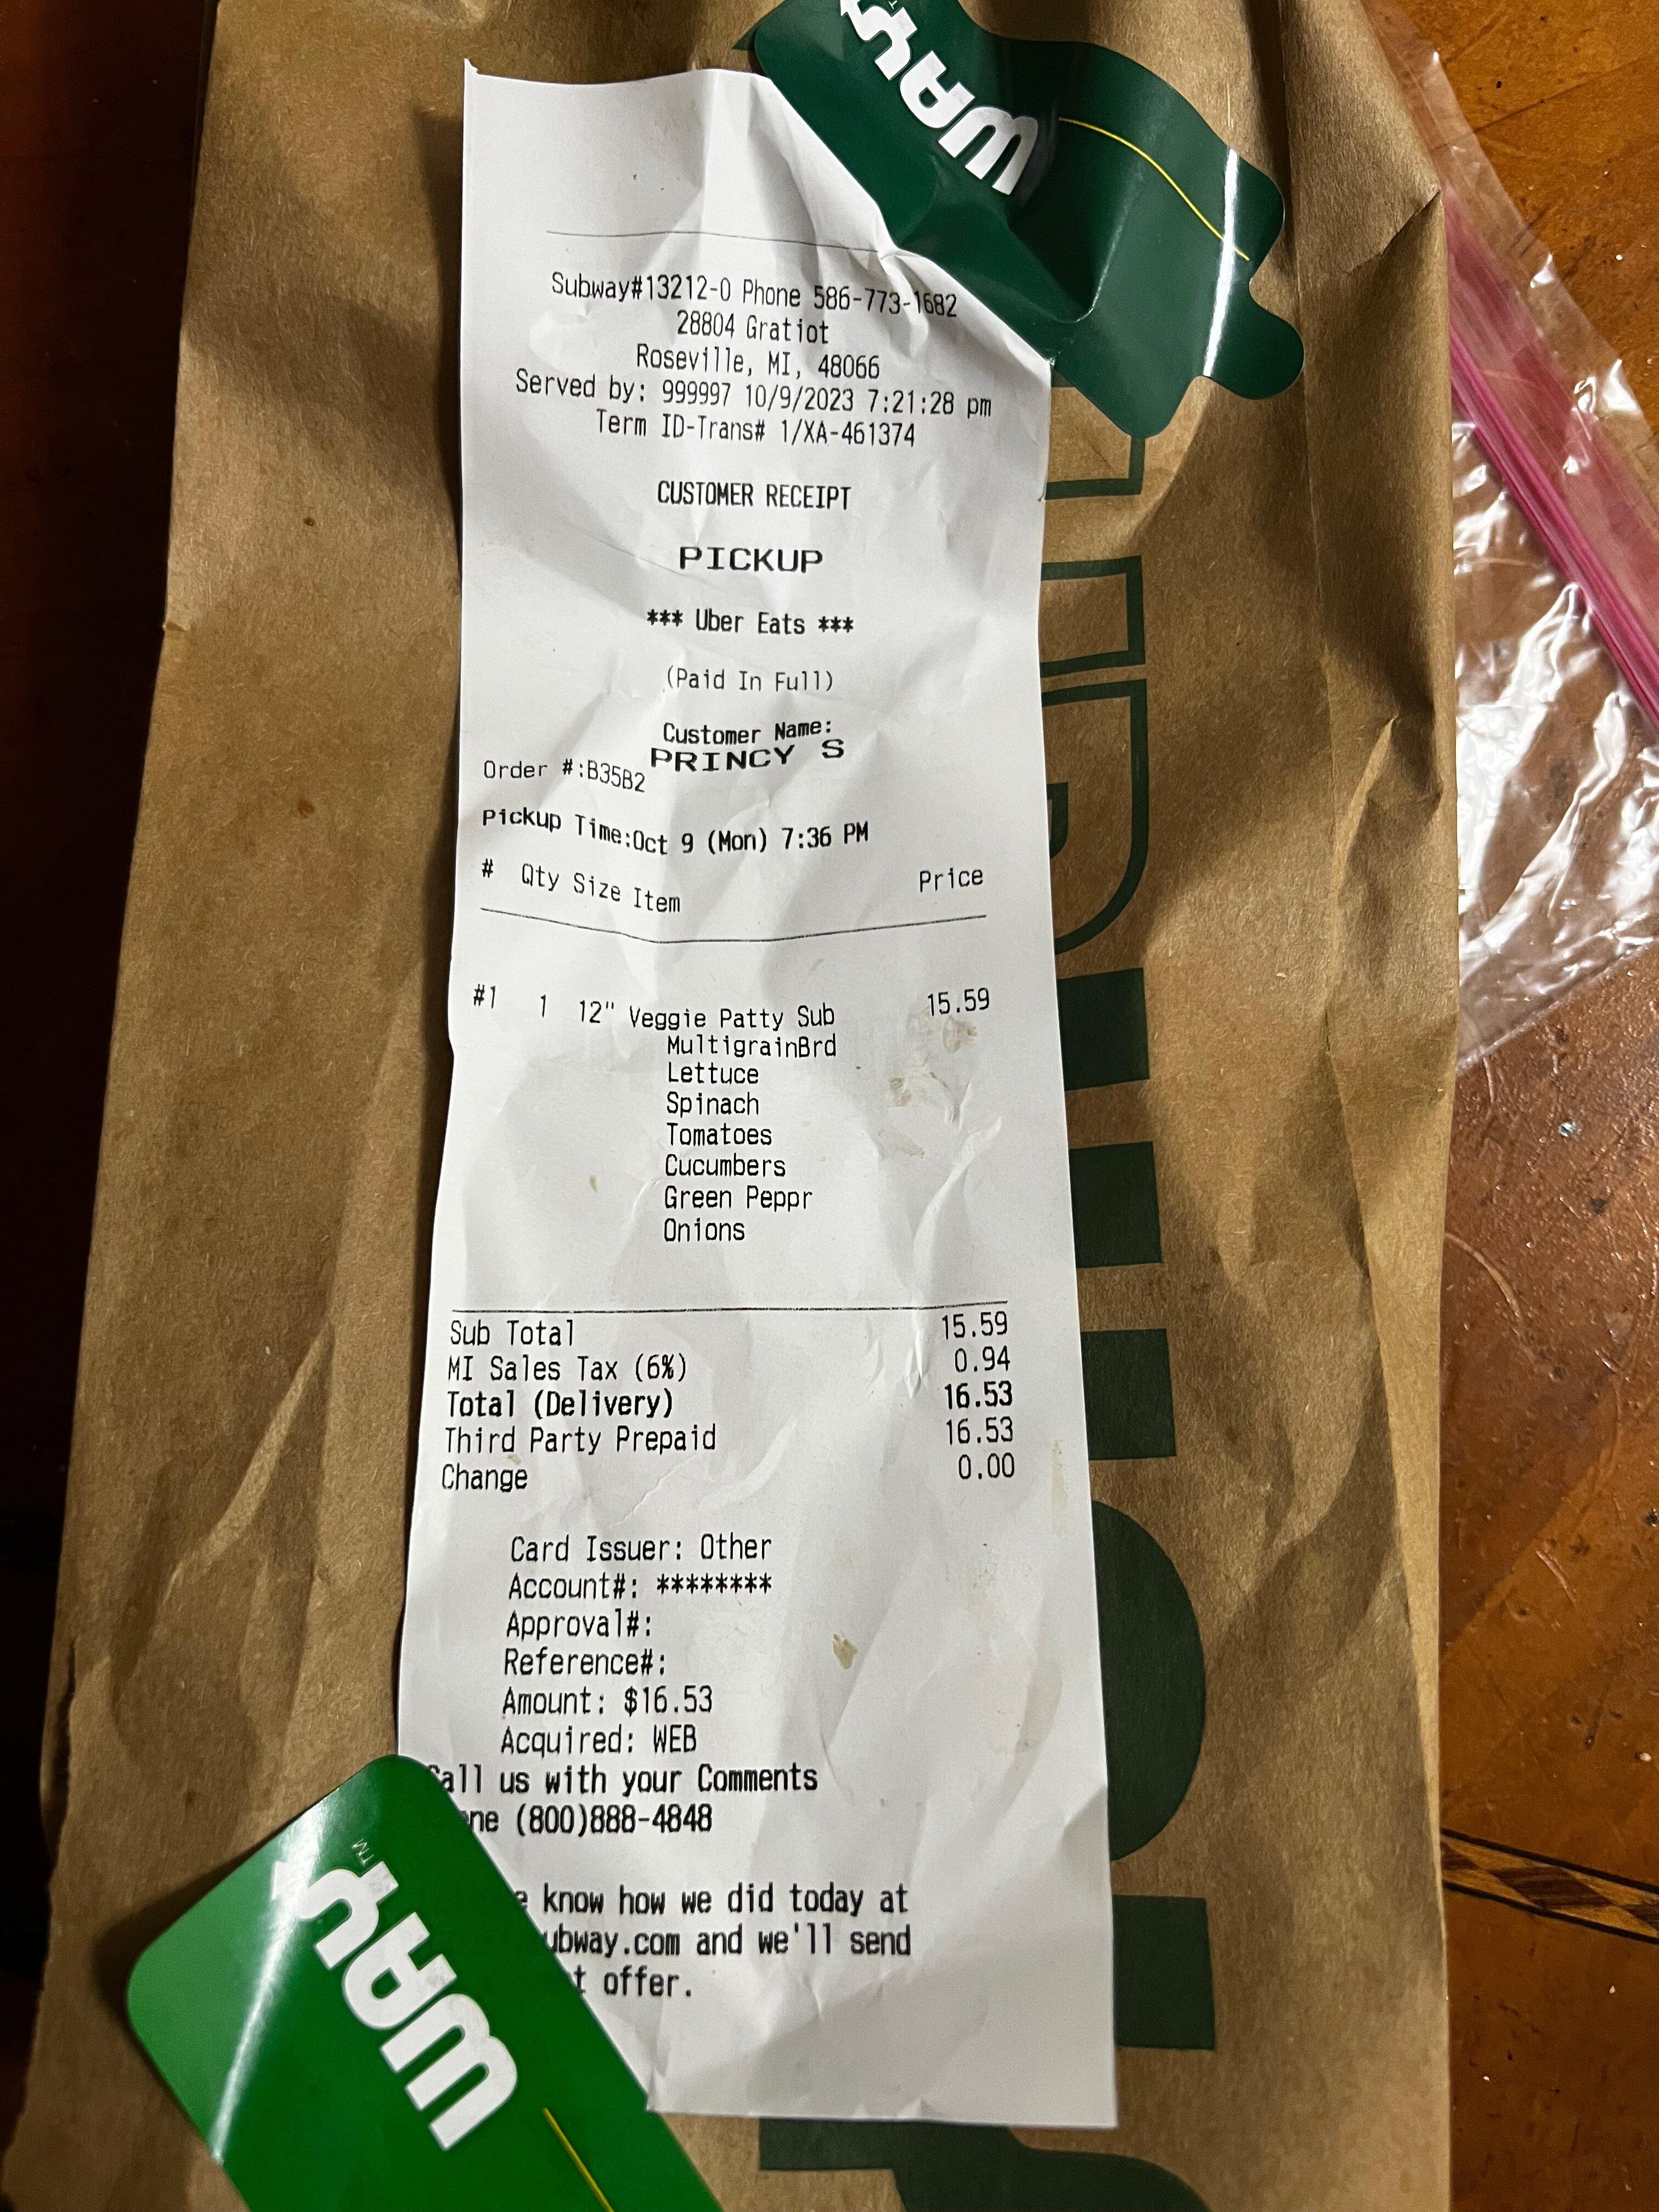 WAY™
Subway#13212-0 Phone 586-773-1682
28804 Gratiot
Roseville, MI, 48066
Served by: 999997 10/9/2023 7:21:28 pm
Term ID-Trans# 1/XA-461374
CUSTOMER RECEIPT
PICKUP
*** Uber Eats ***
(Paid In Full)
Customer Name:
PRINCY S
Order #:B35B2
Pickup Time:Oct 9 (Mon) 7:36 PM
# Qty Size Item Price
#1 1 12" Veggie Patty Sub 15.59
MultigrainBrd
Lettuce
Spinach
Tomatoes
Cucumbers
Green Peppr
Onions
Sub Total 15.59
MI Sales Tax (6%) 0.94
Total (Delivery) 16.53
Third Party Prepaid 16.53
Change 0.00
Card Issuer: Other
Account#: ********
Approval#:
Reference#:
Amount: $16.53
Acquired: WEB
Call us with your Comments
(800)888-4848
know how we did today at
ubway.com and we'll send
offer.
WAY™